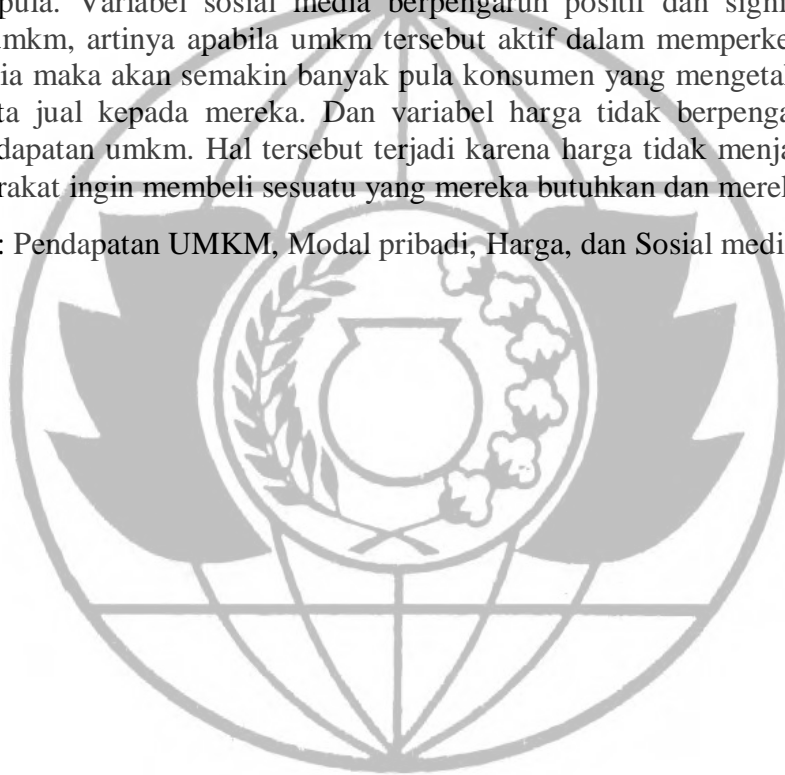 pula. Variabel sosial media berpengaruh positif dan signi
umkm, artinya apabila umkm tersebut aktif dalam memperke
ia maka akan semakin banyak pula konsumen yang mengetal
ta jual kepada mereka. Dan variabel harga tidak berpenga
dapatan umkm. Hal tersebut terjadi karena harga tidak menja
rakat ingin membeli sesuatu yang mereka butuhkan dan merel
: Pendapatan UMKM, Modal pribadi, Harga, dan Sosial medi